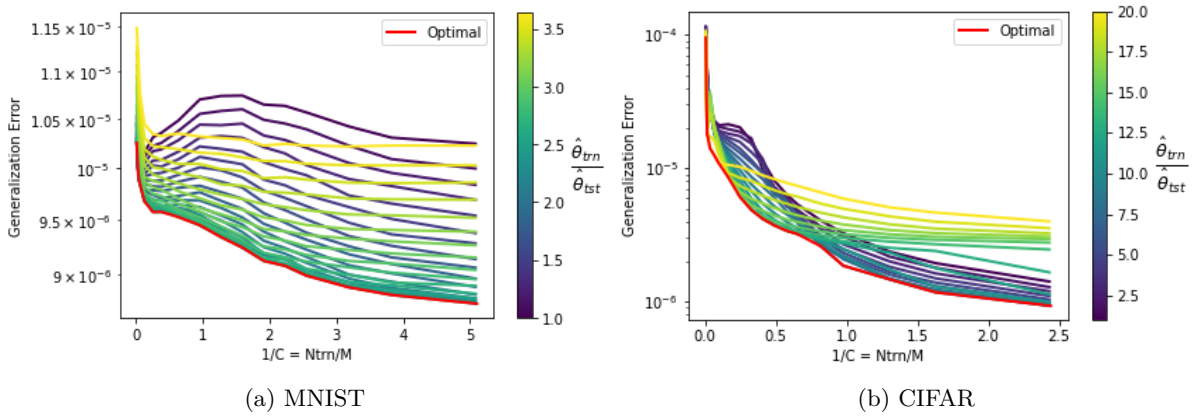 1.15 × 10⁻⁵
1.1 × 10⁻⁵
1.05 × 10⁻⁵
10⁻⁵
9.5 × 10⁻⁶
9 × 10⁻⁶
Generalization Error
Optimal
0 1 2 3 4 5
1/C = Ntrn/M
3.5
3.0
2.5
2.0
1.5
1.0
θ̂trn
θ̂tst
(a) MNIST
10⁻⁴
10⁻⁵
10⁻⁶
Generalization Error
Optimal
0.0 0.5 1.0 1.5 2.0 2.5
1/C = Ntrn/M
20.0
17.5
15.0
12.5
10.0
7.5
5.0
2.5
θ̂trn
θ̂tst
(b) CIFAR